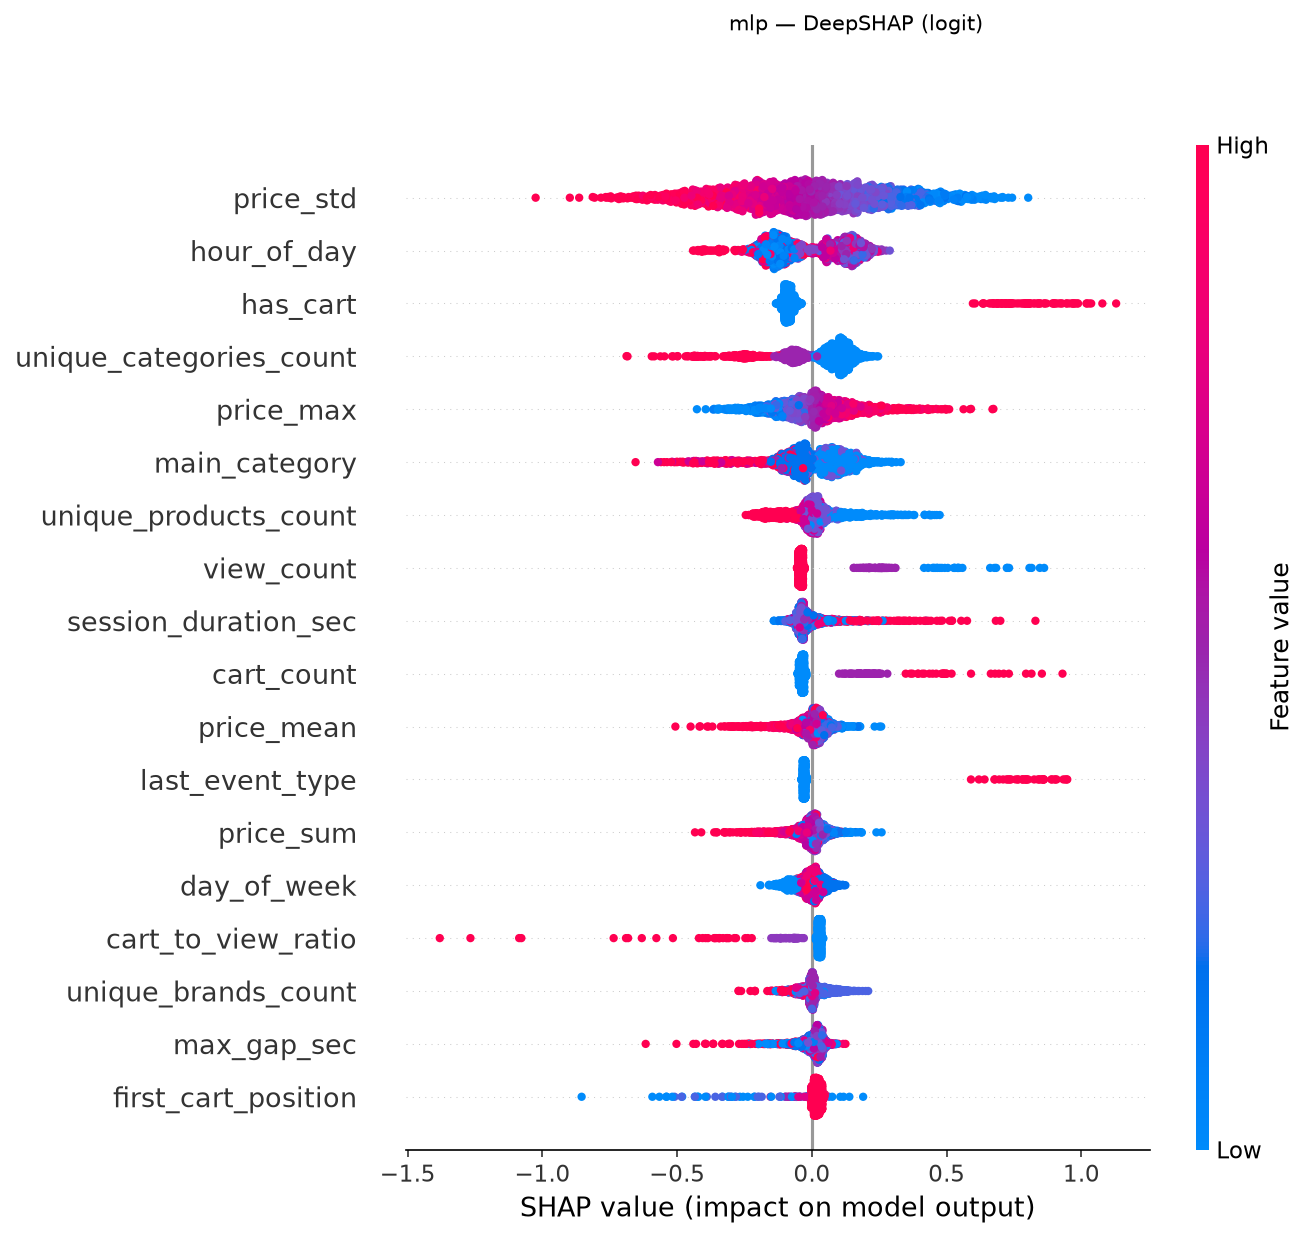 mlp — DeepSHAP (logit)
High
price_std
hour_of_day
has_cart
unique_categories_count
price_max
main_category
unique_products_count
view_count
session_duration_sec
cart_count
price_mean
last_event_type
price_sum
day_of_week
cart_to_view_ratio
unique_brands_count
max_gap_sec
first_cart_position
Feature value
Low
−1.5 −1.0 −0.5 0.0 0.5 1.0
SHAP value (impact on model output)